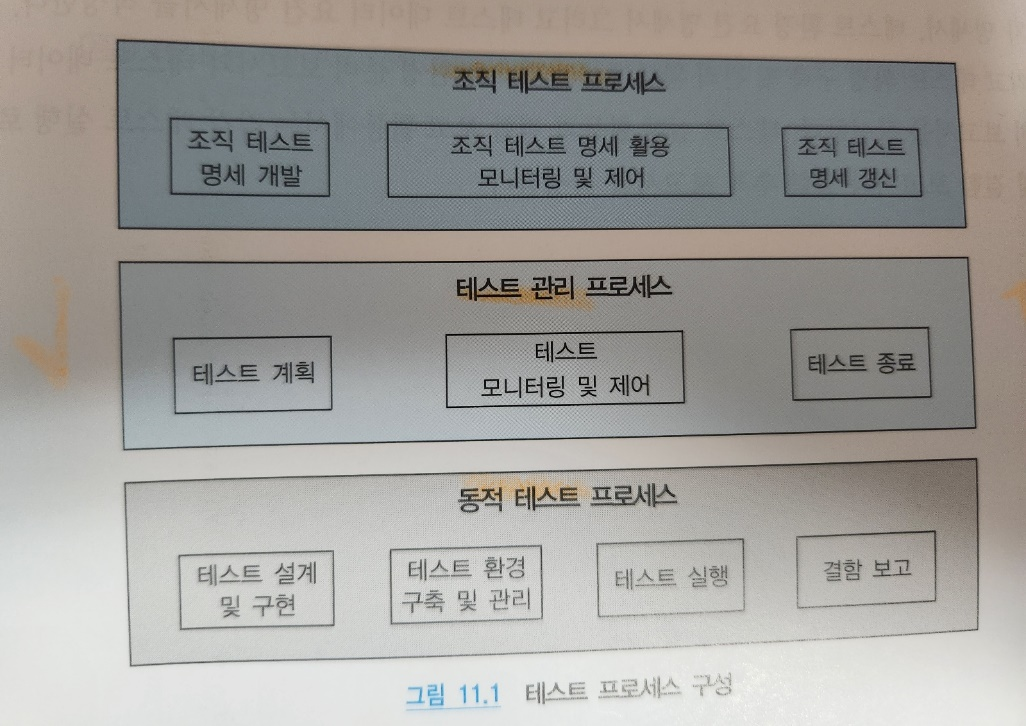 조직 테스트 프로세스
조직 테스트
명세 개발
조직 테스트 명세 활용
모니터링 및 제어
조직 테스트
명세 갱신
테스트 관리 프로세스
테스트 계획
테스트
모니터링 및 제어
테스트 종료
동적 테스트 프로세스
테스트 설계
및 구현
테스트 환경
구축 및 관리
테스트 실행
결함 보고
그림 11.1 테스트 프로세스 구성